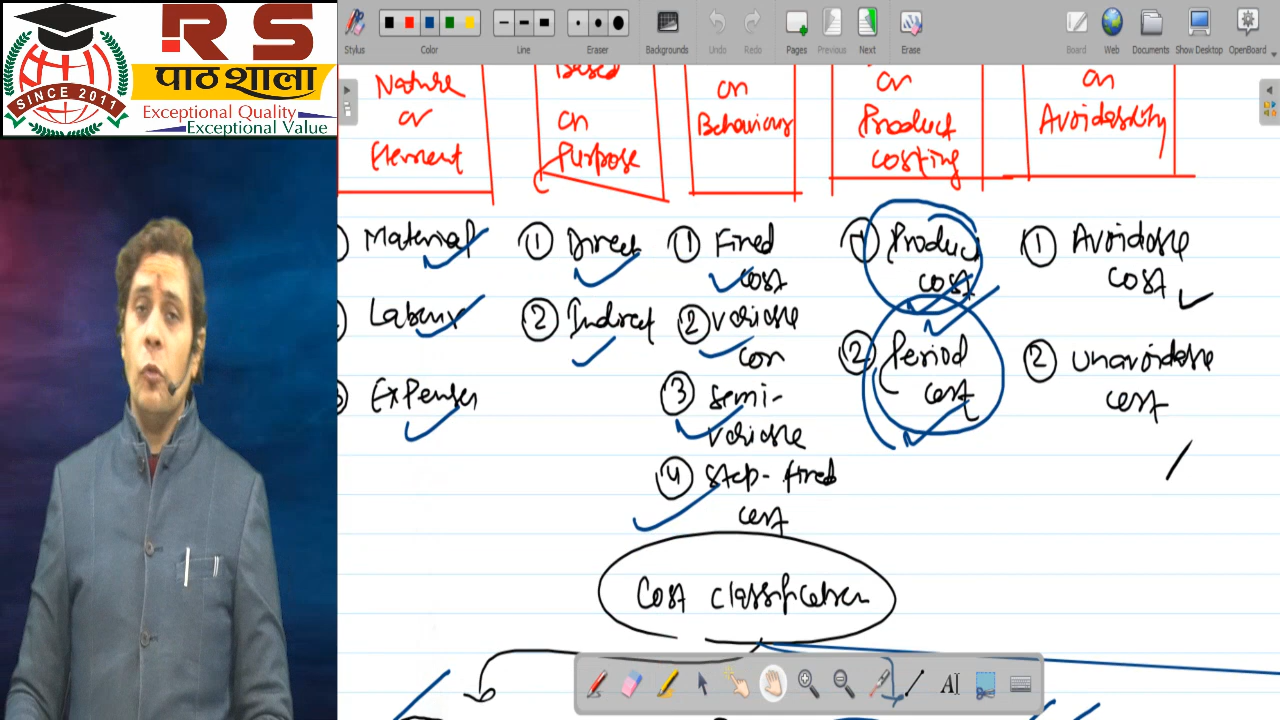 RS
पाठशाला
SINCE 2011
Exceptional Quality
Exceptional Value
Stylus
Color
Line
Eraser
Backgrounds
Undo
Redo
Pages
Previous
Next
Erase
Board
Web
Documents
Show Desktop
OpenBoard
Nature
or
Element
Based
on
Purpose
on
Behaviour
or
Product
costing
on
Avoidability
Material
Labour
Expenses
① Direct
② Indirect
① Fixed
cost
② variable
③ Semi-
variable
④ Step-fixed
cost
Product
cost
② Period
cost
① Avoidable
cost
② unavoidable
cost
Cost classification